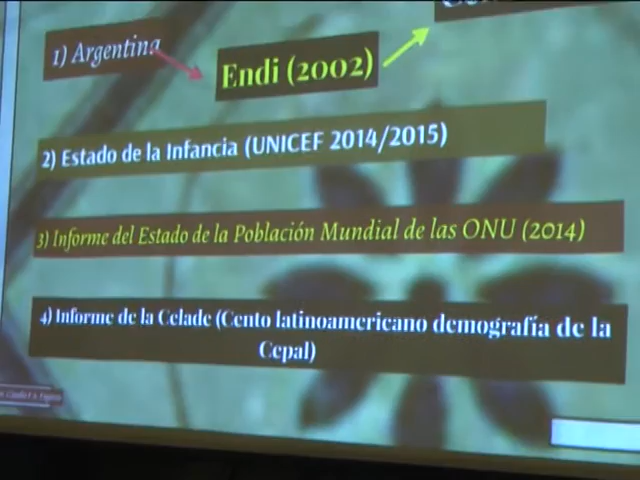 1) Argentina
Endi (2002)
2) Estado de la Infancia (UNICEF 2014/2015)
3) Informe del Estado de la Población Mundial de las ONU (2014)
4) Informe de la Celade (Cento latinoamericano demografía de la
Cepal)